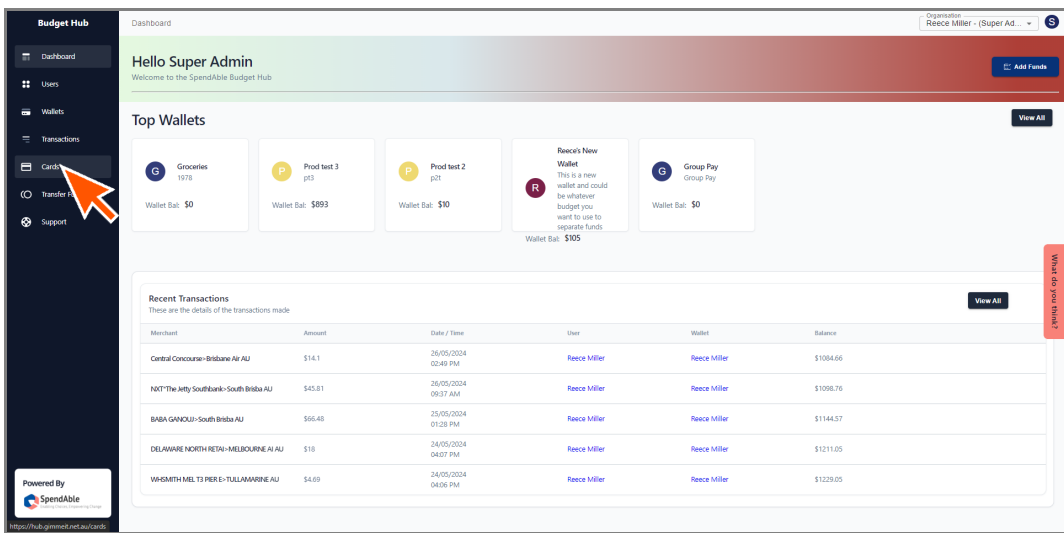 Budget Hub
Dashboard
Organisation
Reece Miller - (Super Ad...
S
Dashboard
Users
Wallets
Transactions
Cards
Transfer
Support
Hello Super Admin
Welcome to the SpendAble Budget Hub
Add Funds
Top Wallets
View All
G
Groceries
1978
Wallet Bal: $0
P
Prod test 3
pt3
Wallet Bal: $893
P
Prod test 2
p2t
Wallet Bal: $10
R
Reece's New
Wallet
This is a new
wallet and could
be whatever
budget you
want to use to
separate funds
Wallet Bal: $105
G
Group Pay
Group Pay
Wallet Bal: $0
What do you think?
Recent Transactions
These are the details of the transactions made
View All
Merchant Amount Date / Time User Wallet Balance
Central Concourse>Brisbane Air AU $14.1 26/05/2024 02:49 PM Reece Miller Reece Miller $1084.66
NXT*The Jetty Southbank>South Brisba AU $45.81 26/05/2024 09:37 AM Reece Miller Reece Miller $1098.76
BABA GANOUJ>South Brisba AU $66.48 25/05/2024 01:28 PM Reece Miller Reece Miller $1144.57
DELAWARE NORTH RETAI>MELBOURNE AI AU $18 24/05/2024 04:07 PM Reece Miller Reece Miller $1211.05
WHSMITH MEL T3 PIER E>TULLAMARINE AU $4.69 24/05/2024 04:06 PM Reece Miller Reece Miller $1229.05
Powered By
SpendAble
https://hub.gimmeit.net.au/cards